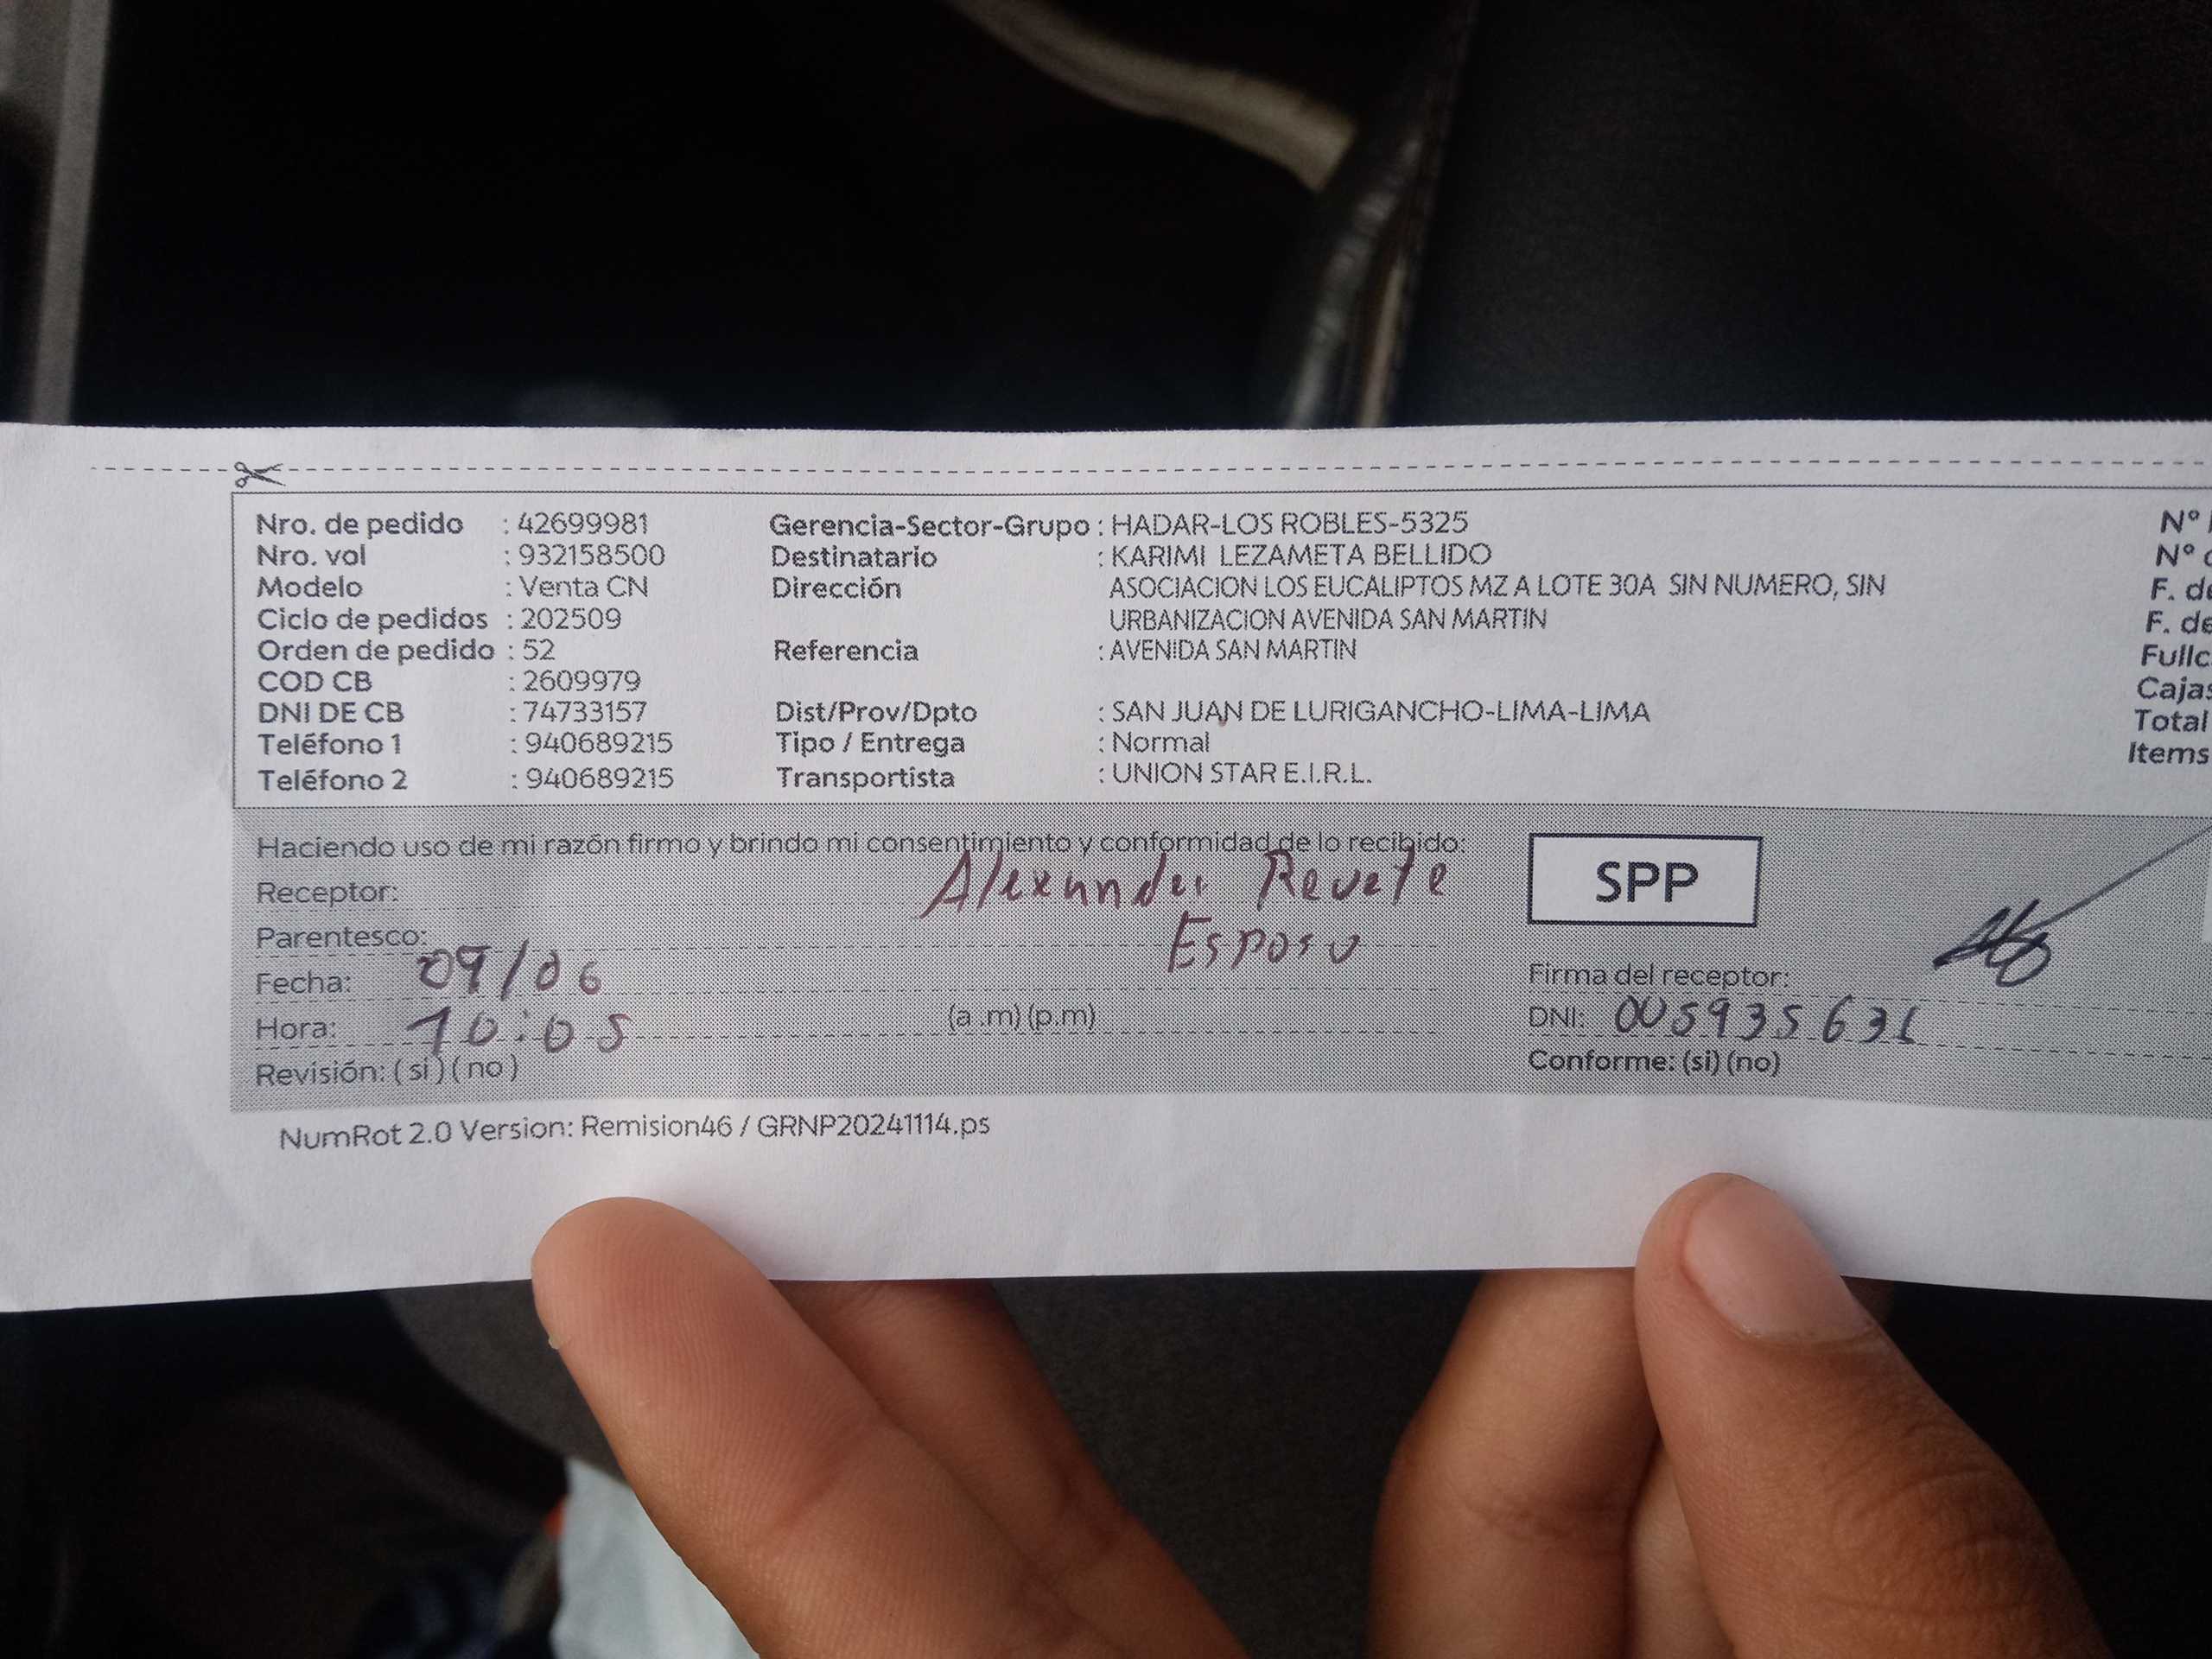 Nro. de pedido : 42699981 Gerencia-Sector-Grupo : HADAR-LOS ROBLES-5325 N°
Nro. vol : 932158500 Destinatario : KARIMI LEZAMETA BELLIDO N°
Modelo : Venta CN Dirección ASOCIACION LOS EUCALIPTOS MZ A LOTE 30A SIN NUMERO, SIN F. de
Ciclo de pedidos : 202509 URBANIZACION AVENIDA SAN MARTIN F. de
Orden de pedido : 52 Referencia : AVENIDA SAN MARTIN Fullc
COD CB : 2609979 Cajas
DNI DE CB : 74733157 Dist/Prov/Dpto : SAN JUAN DE LURIGANCHO-LIMA-LIMA Total
Teléfono 1 : 940689215 Tipo / Entrega : Normal Items
Teléfono 2 : 940689215 Transportista : UNION STAR E.I.R.L.
Haciendo uso de mi razón firmo y brindo mi consentimiento y conformidad de lo recibido:
Receptor: Alexander Revete SPP
Parentesco: Esposo
Fecha: 09/06 Firma del receptor:
Hora: 10:05 (a .m) (p.m) DNI: 005935631
Revisión: ( si ) ( no ) Conforme: (si) (no)
NumRot 2.0 Version: Remision46 / GRNP20241114.ps